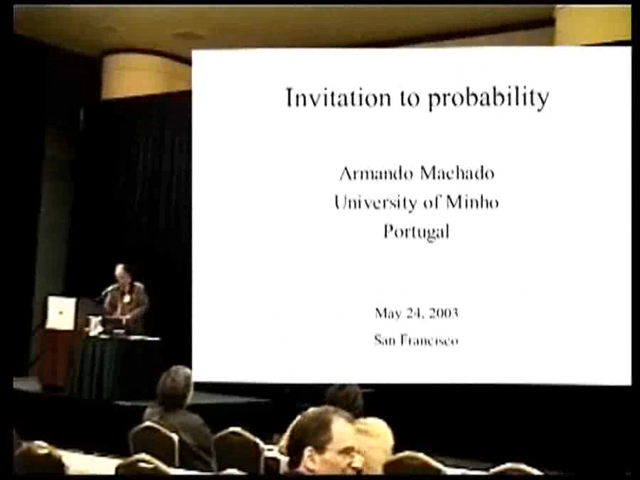 Invitation to probability
Armando Machado
University of Minho
Portugal
May 24, 2003
San Francisco